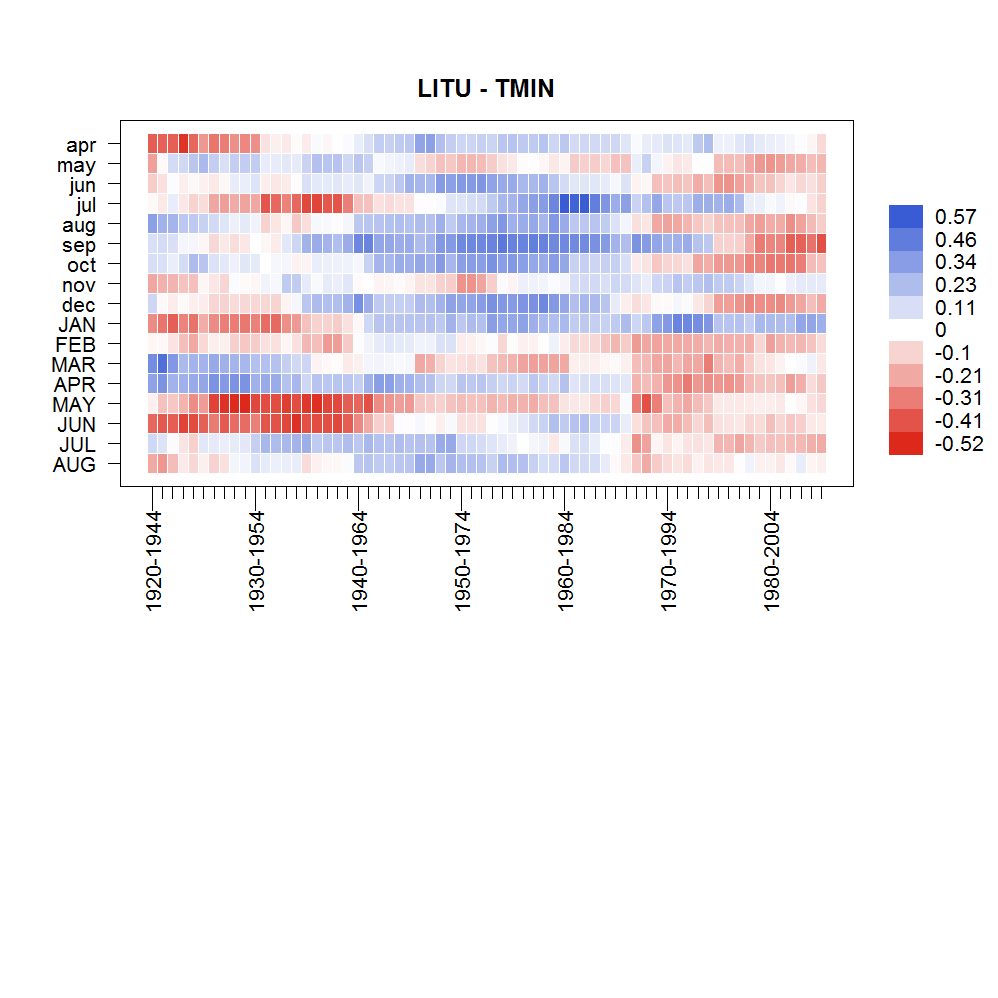 LITU - TMIN
apr
may
jun
jul
aug
sep
oct
nov
dec
JAN
FEB
MAR
APR
MAY
JUN
JUL
AUG
0.57
0.46
0.34
0.23
0.11
0
-0.1
-0.21
-0.31
-0.41
-0.52
1920-1944
1930-1954
1940-1964
1950-1974
1960-1984
1970-1994
1980-2004